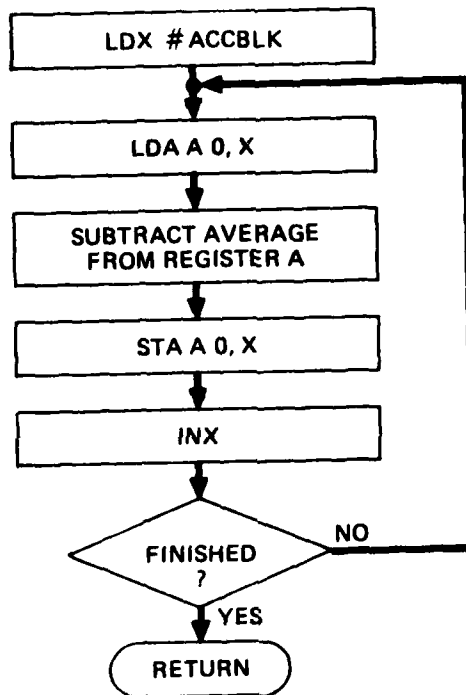 LDX #ACCBLK
LDA A 0, X
SUBTRACT AVERAGE
FROM REGISTER A
STA A 0, X
INX
FINISHED
?
NO
YES
RETURN